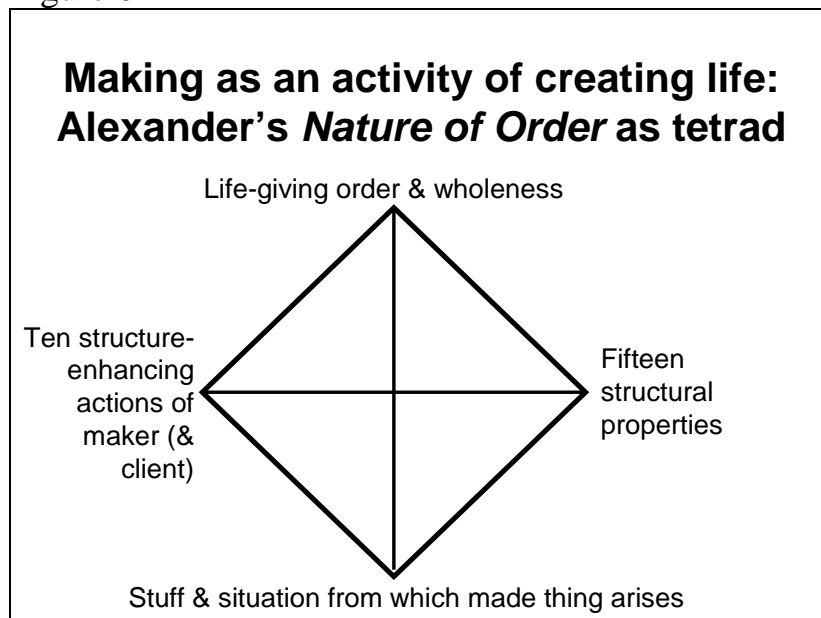 Making as an activity of creating life:
Alexander’s Nature of Order as tetrad
Life-giving order & wholeness
Ten structure-
enhancing
actions of
maker (&
client)
Fifteen
structural
properties
Stuff & situation from which made thing arises